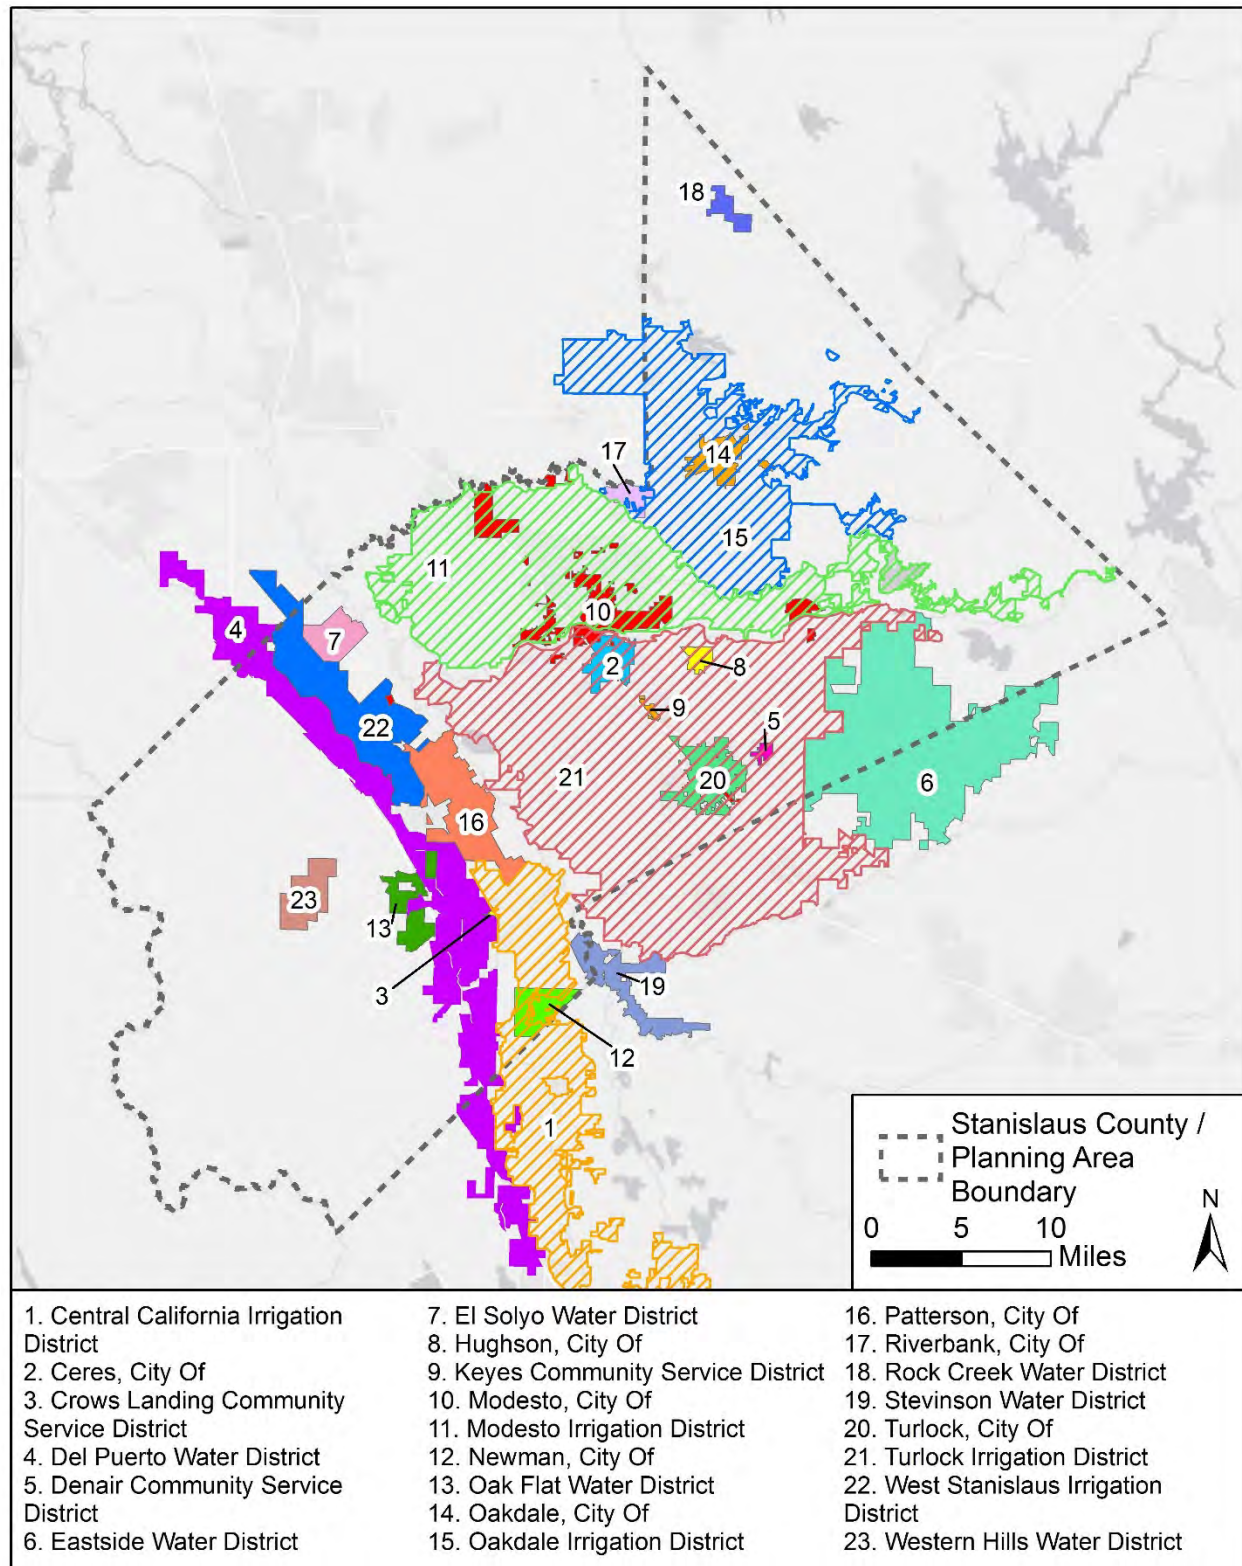 18
17
14
15
11
10
4
7
2
8
9
5
22
21
20
6
16
23
13
3
19
12
1
Stanislaus County /
Planning Area
Boundary
N
0 5 10
Miles
1. Central California Irrigation
District
2. Ceres, City Of
3. Crows Landing Community
Service District
4. Del Puerto Water District
5. Denair Community Service
District
6. Eastside Water District
7. El Solyo Water District
8. Hughson, City Of
9. Keyes Community Service District
10. Modesto, City Of
11. Modesto Irrigation District
12. Newman, City Of
13. Oak Flat Water District
14. Oakdale, City Of
15. Oakdale Irrigation District
16. Patterson, City Of
17. Riverbank, City Of
18. Rock Creek Water District
19. Stevinson Water District
20. Turlock, City Of
21. Turlock Irrigation District
22. West Stanislaus Irrigation
District
23. Western Hills Water District